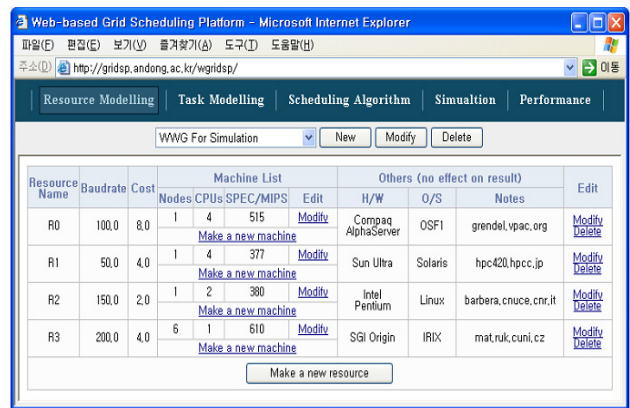 Web-based Grid Scheduling Platform - Microsoft Internet Explorer
파일(F) 편집(E) 보기(V) 즐겨찾기(A) 도구(T) 도움말(H)
주소(D) http://gridsp.andong.ac.kr/wgridsp/ 이동
Resource Modelling Task Modelling Scheduling Algorithm Simualtion Performance
WWG For Simulation New Modify Delete
Resource Name Baudrate Cost Machine List Others (no effect on result) Edit
Nodes CPUs SPEC/MIPS Edit H/W O/S Notes
R0 100.0 8.0 1 4 515 Modify Compaq AlphaServer OSF1 grendel.vpac.org Modify Delete
Make a new machine
R1 50.0 4.0 1 4 377 Modify Sun Ultra Solaris hpc420.hpcc.jp Modify Delete
Make a new machine
R2 150.0 2.0 1 2 380 Modify Intel Pentium Linux barbera.cnuce.cnr.it Modify Delete
Make a new machine
R3 200.0 4.0 6 1 610 Modify SGI Origin IRIX mat.ruk.cuni.cz Modify Delete
Make a new machine
Make a new resource